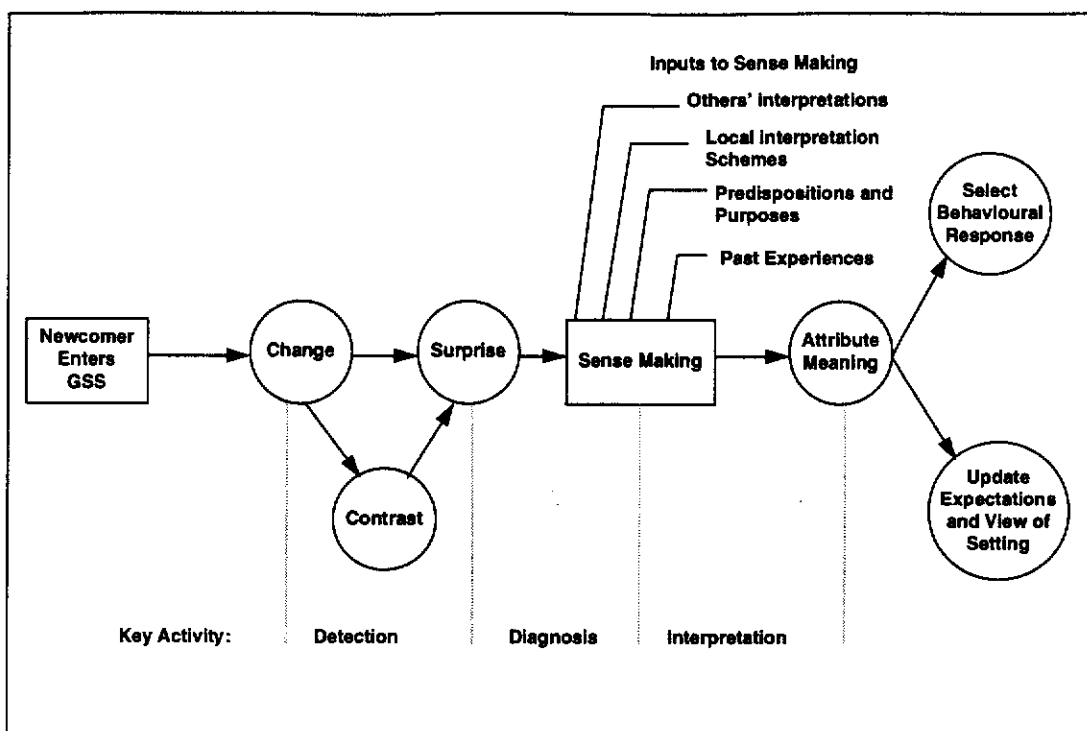 Inputs to Sense Making
Others' interpretations
Local interpretation
Schemes
Predispositions and
Purposes
Past Experiences
Newcomer
Enters
GSS
Change
Surprise
Contrast
Sense Making
Attribute
Meaning
Select
Behavioural
Response
Update
Expectations
and View of
Setting
Key Activity:
Detection
Diagnosis
Interpretation